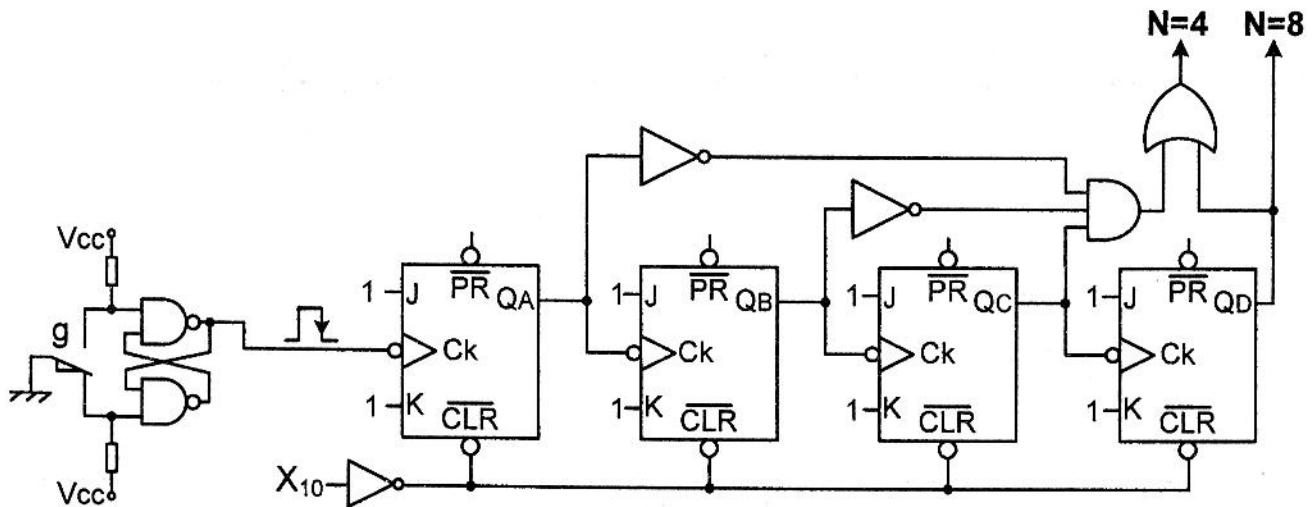 N=4 N=8
Vcc
g
Vcc
J PR QA
1
Ck
1 K CLR
1 J PR QB
Ck
1 K CLR
1 J PR QC
Ck
1 K CLR
1 J PR QD
Ck
1 K CLR
X10